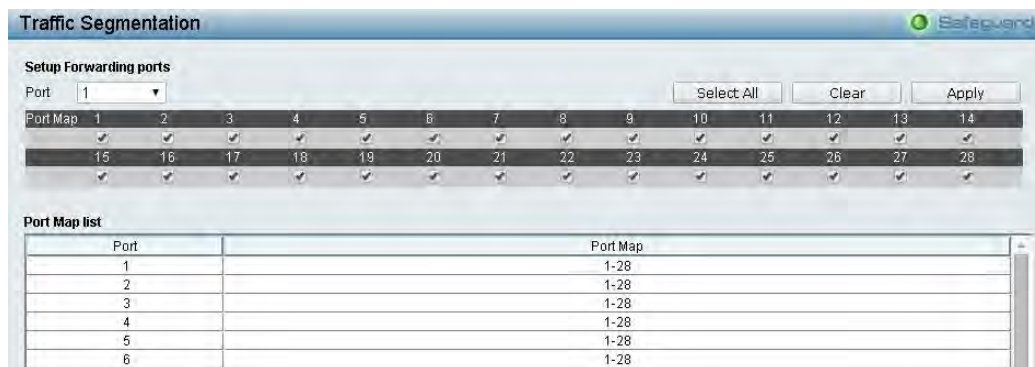 Traffic Segmentation Safeguard
Setup Forwarding ports
Port 1 Select All Clear Apply
Port Map 1 2 3 4 5 6 7 8 9 10 11 12 13 14
15 16 17 18 19 20 21 22 23 24 25 26 27 28
Port Map list
Port Port Map
1 1-28
2 1-28
3 1-28
4 1-28
5 1-28
6 1-28